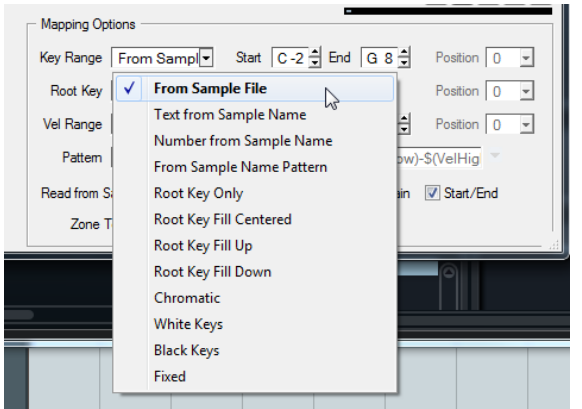 Mapping Options
Key Range From Sampl Start C -2 End G 8 Position 0
Root Key Position 0
Vel Range Position 0
Pattern ow)-$(VelHig
Read from Start/End
Zone
From Sample File
Text from Sample Name
Number from Sample Name
From Sample Name Pattern
Root Key Only
Root Key Fill Centered
Root Key Fill Up
Root Key Fill Down
Chromatic
White Keys
Black Keys
Fixed